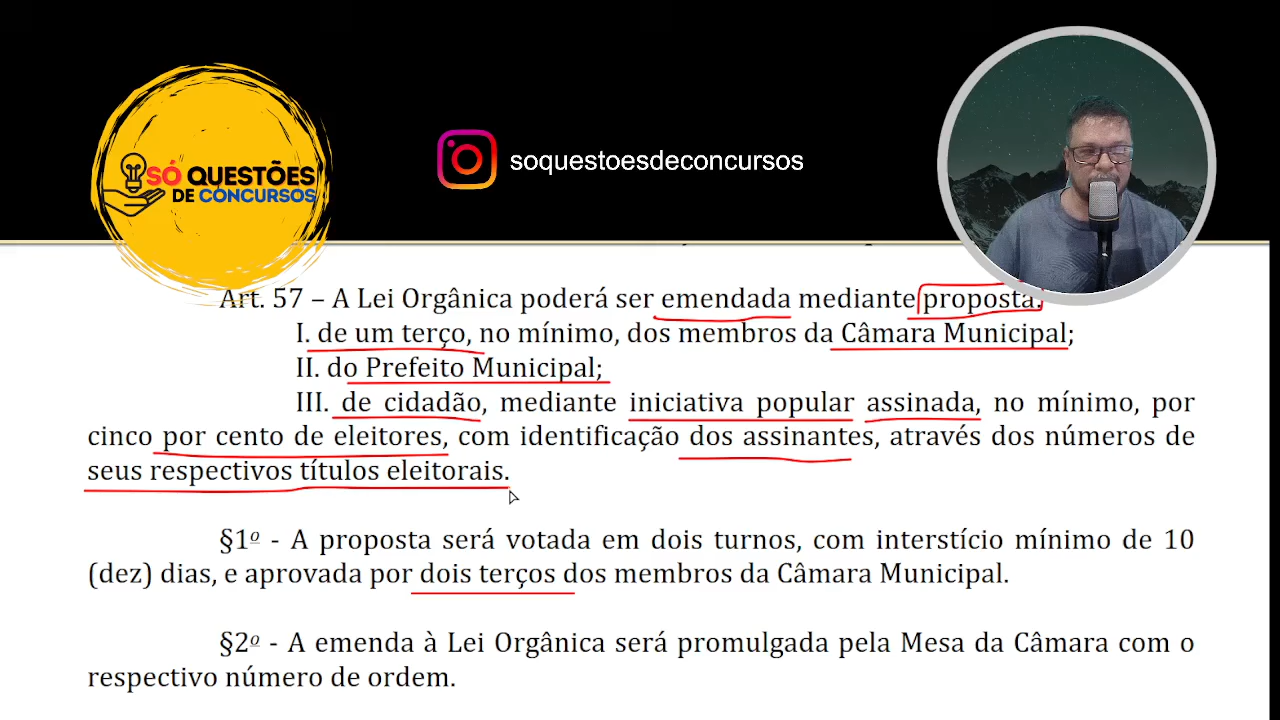 SÓ QUESTÕES
DE CONCURSOS
soquestoesdeconcursos
Art. 57 – A Lei Orgânica poderá ser emendada mediante proposta:
I. de um terço, no mínimo, dos membros da Câmara Municipal;
II. do Prefeito Municipal;
III. de cidadão, mediante iniciativa popular assinada, no mínimo, por
cinco por cento de eleitores, com identificação dos assinantes, através dos números de
seus respectivos títulos eleitorais.
§1º - A proposta será votada em dois turnos, com interstício mínimo de 10
(dez) dias, e aprovada por dois terços dos membros da Câmara Municipal.
§2º - A emenda à Lei Orgânica será promulgada pela Mesa da Câmara com o
respectivo número de ordem.